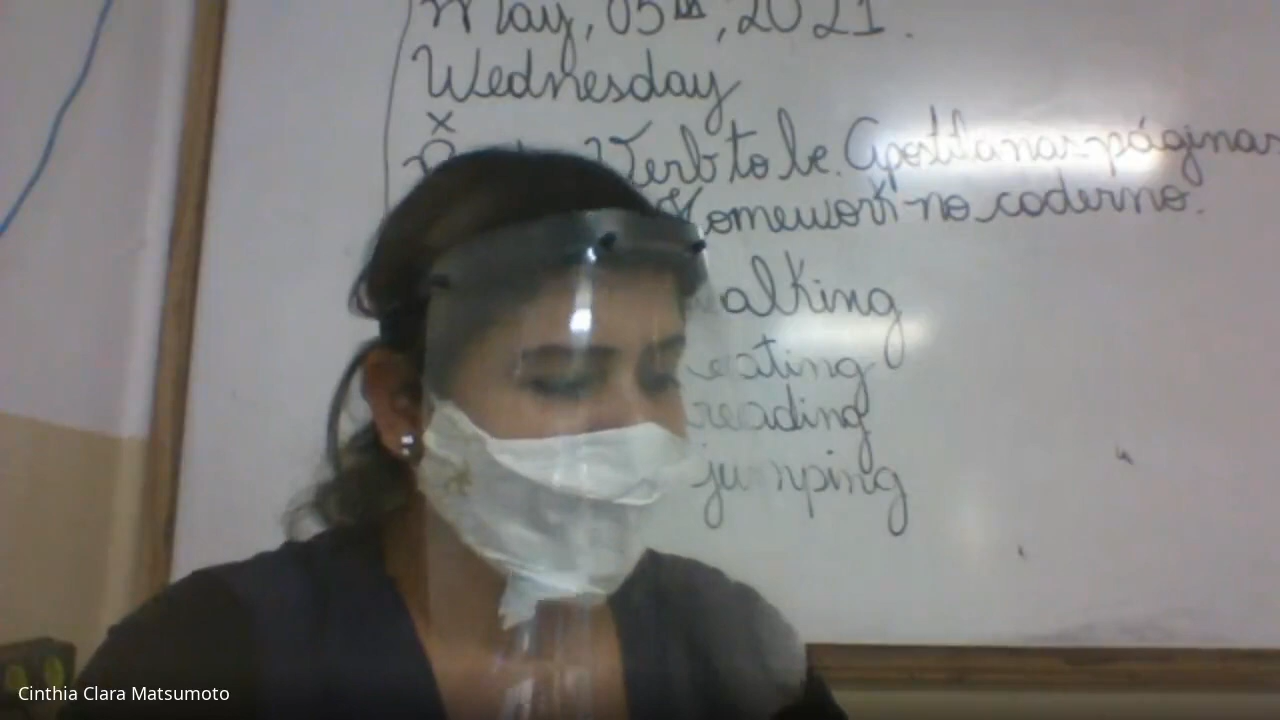 May, 05th, 2021.
Wednesday
X
Verb to be. Apostila nas páginas
Homework no caderno.
alking
eating
reading
jumping
Cinthia Clara Matsumoto